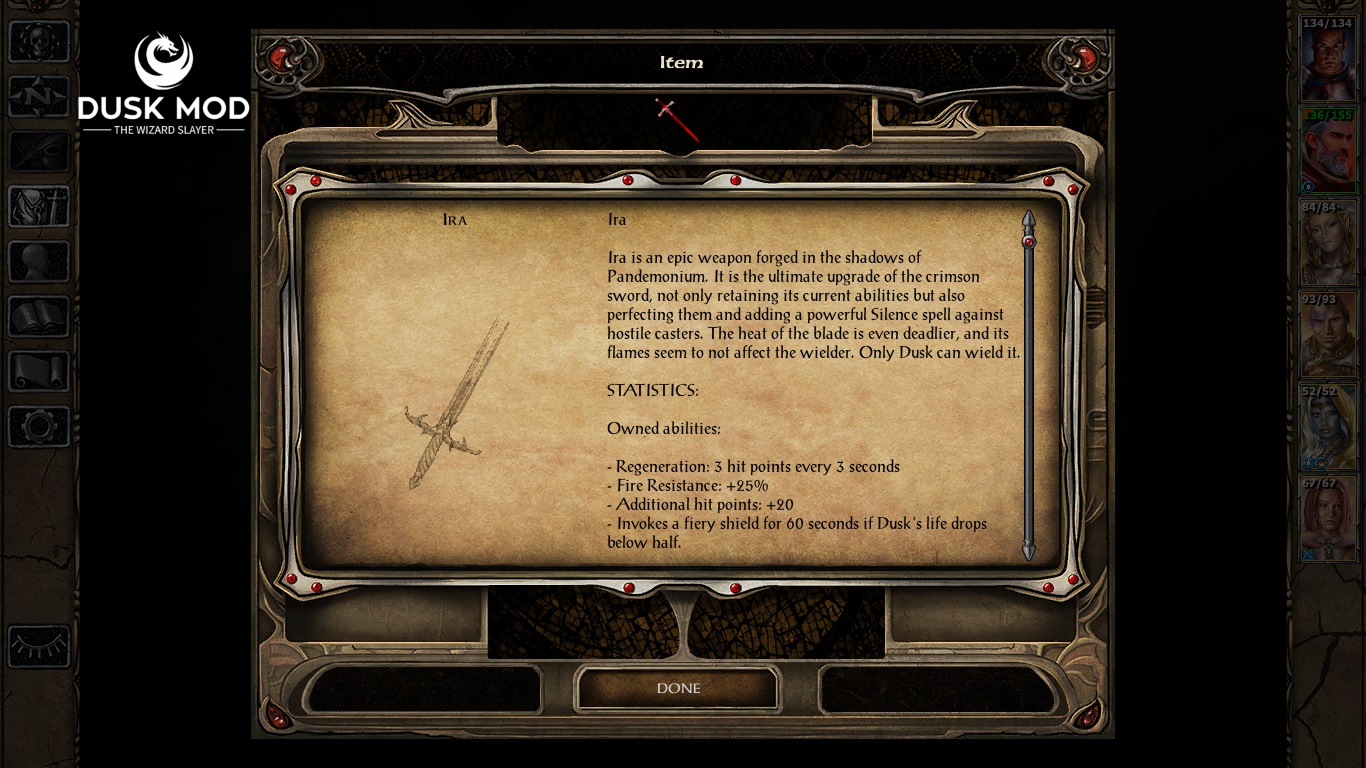 134/134
DUSK MOD
THE WIZARD SLAYER
Item
N
136/155
84/84
93/93
52/52
67/67
Ira
Ira
Ira is an epic weapon forged in the shadows of
Pandemonium. It is the ultimate upgrade of the crimson
sword, not only retaining its current abilities but also
perfecting them and adding a powerful Silence spell against
hostile casters. The heat of the blade is even deadlier, and its
flames seem to not affect the wielder. Only Dusk can wield it.
STATISTICS:
Owned abilities:
- Regeneration: 3 hit points every 3 seconds
- Fire Resistance: +25%
- Additional hit points: +20
- Invokes a fiery shield for 60 seconds if Dusk's life drops
below half.
DONE